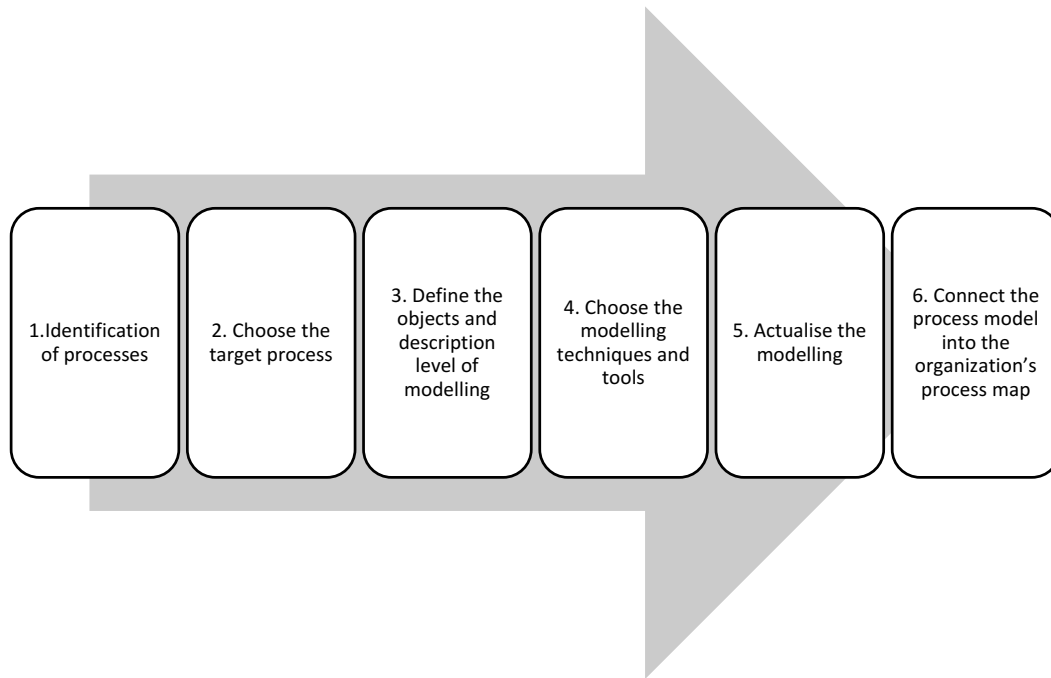 1.Identification
of processes
2. Choose the
target process
3. Define the
objects and
description
level of
modelling
4. Choose the
modelling
techniques and
tools
5. Actualise the
modelling
6. Connect the
process model
into the
organization’s
process map